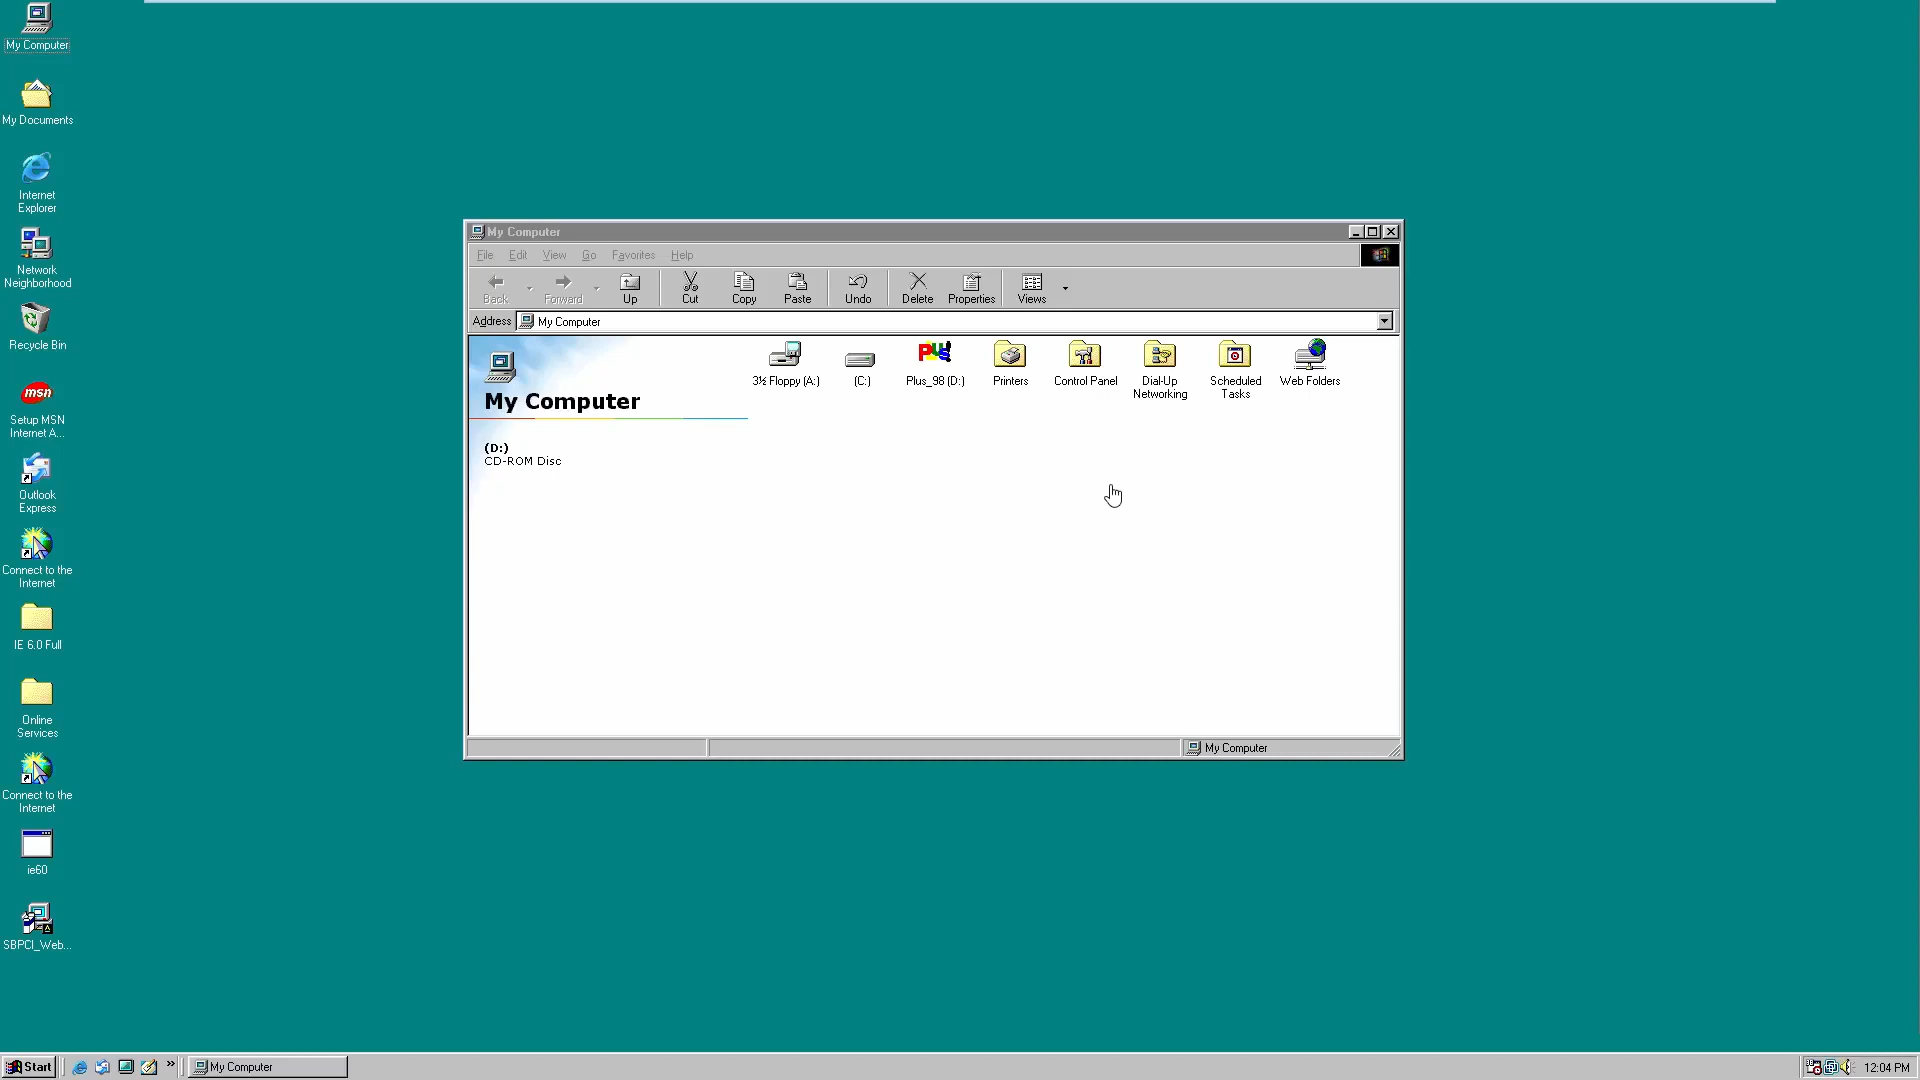 My Computer
My Documents
Internet
Explorer
Network
Neighborhood
Recycle Bin
msn
Setup MSN
Internet A...
Outlook
Express
Connect to the
Internet
IE 6.0 Full
Online
Services
Connect to the
Internet
ie60
SBPCI_Web...
My Computer
File Edit View Go Favorites Help
Back Forward Up Cut Copy Paste Undo Delete Properties Views
Address My Computer
My Computer
(D:)
CD-ROM Disc
PLUS!
3½ Floppy (A:) (C:) Plus_98 (D:) Printers Control Panel Dial-Up Scheduled Web Folders
Networking Tasks
My Computer
Start » My Computer 12:04 PM